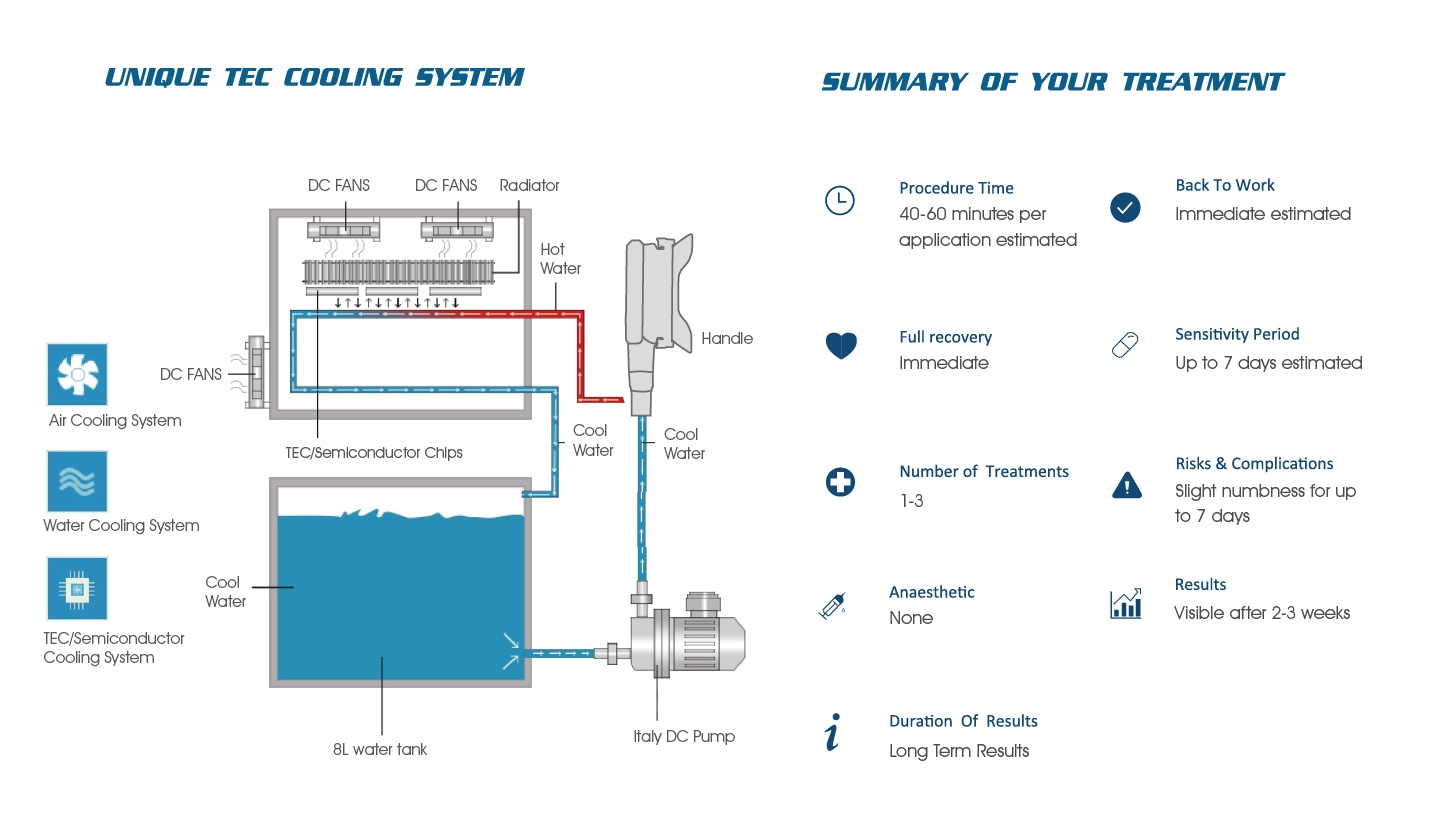 UNIQUE TEC COOLING SYSTEM
DC FANS
DC FANS
Radiator
Hot
Water
Handle
DC FANS
Air Cooling System
Cool
Water
Cool
Water
TEC/Semiconductor Chips
Water Cooling System
Cool
Water
TEC/Semiconductor
Cooling System
8L water tank
Italy DC Pump
SUMMARY OF YOUR TREATMENT
Procedure Time
40-60 minutes per
application estimated
Back To Work
Immediate estimated
Full recovery
Immediate
Sensitivity Period
Up to 7 days estimated
Number of Treatments
1-3
Risks & Complications
Slight numbness for up
to 7 days
Anaesthetic
None
Results
Visible after 2-3 weeks
Duration Of Results
Long Term Results